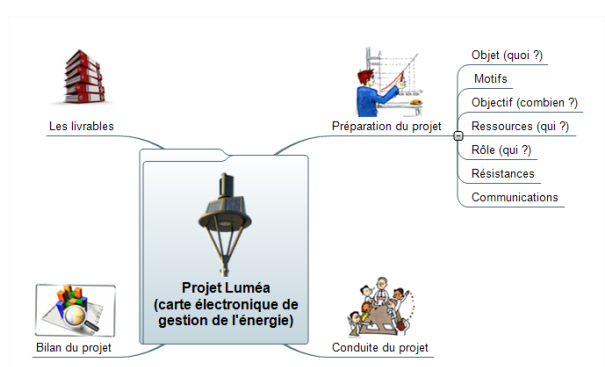 Les livrables
Préparation du projet
Objet (quoi ?)
Motifs
Objectif (combien ?)
Ressources (qui ?)
Rôle (qui ?)
Résistances
Communications
Projet Luméa
(carte électronique de
gestion de l'énergie)
Bilan du projet
Conduite du projet